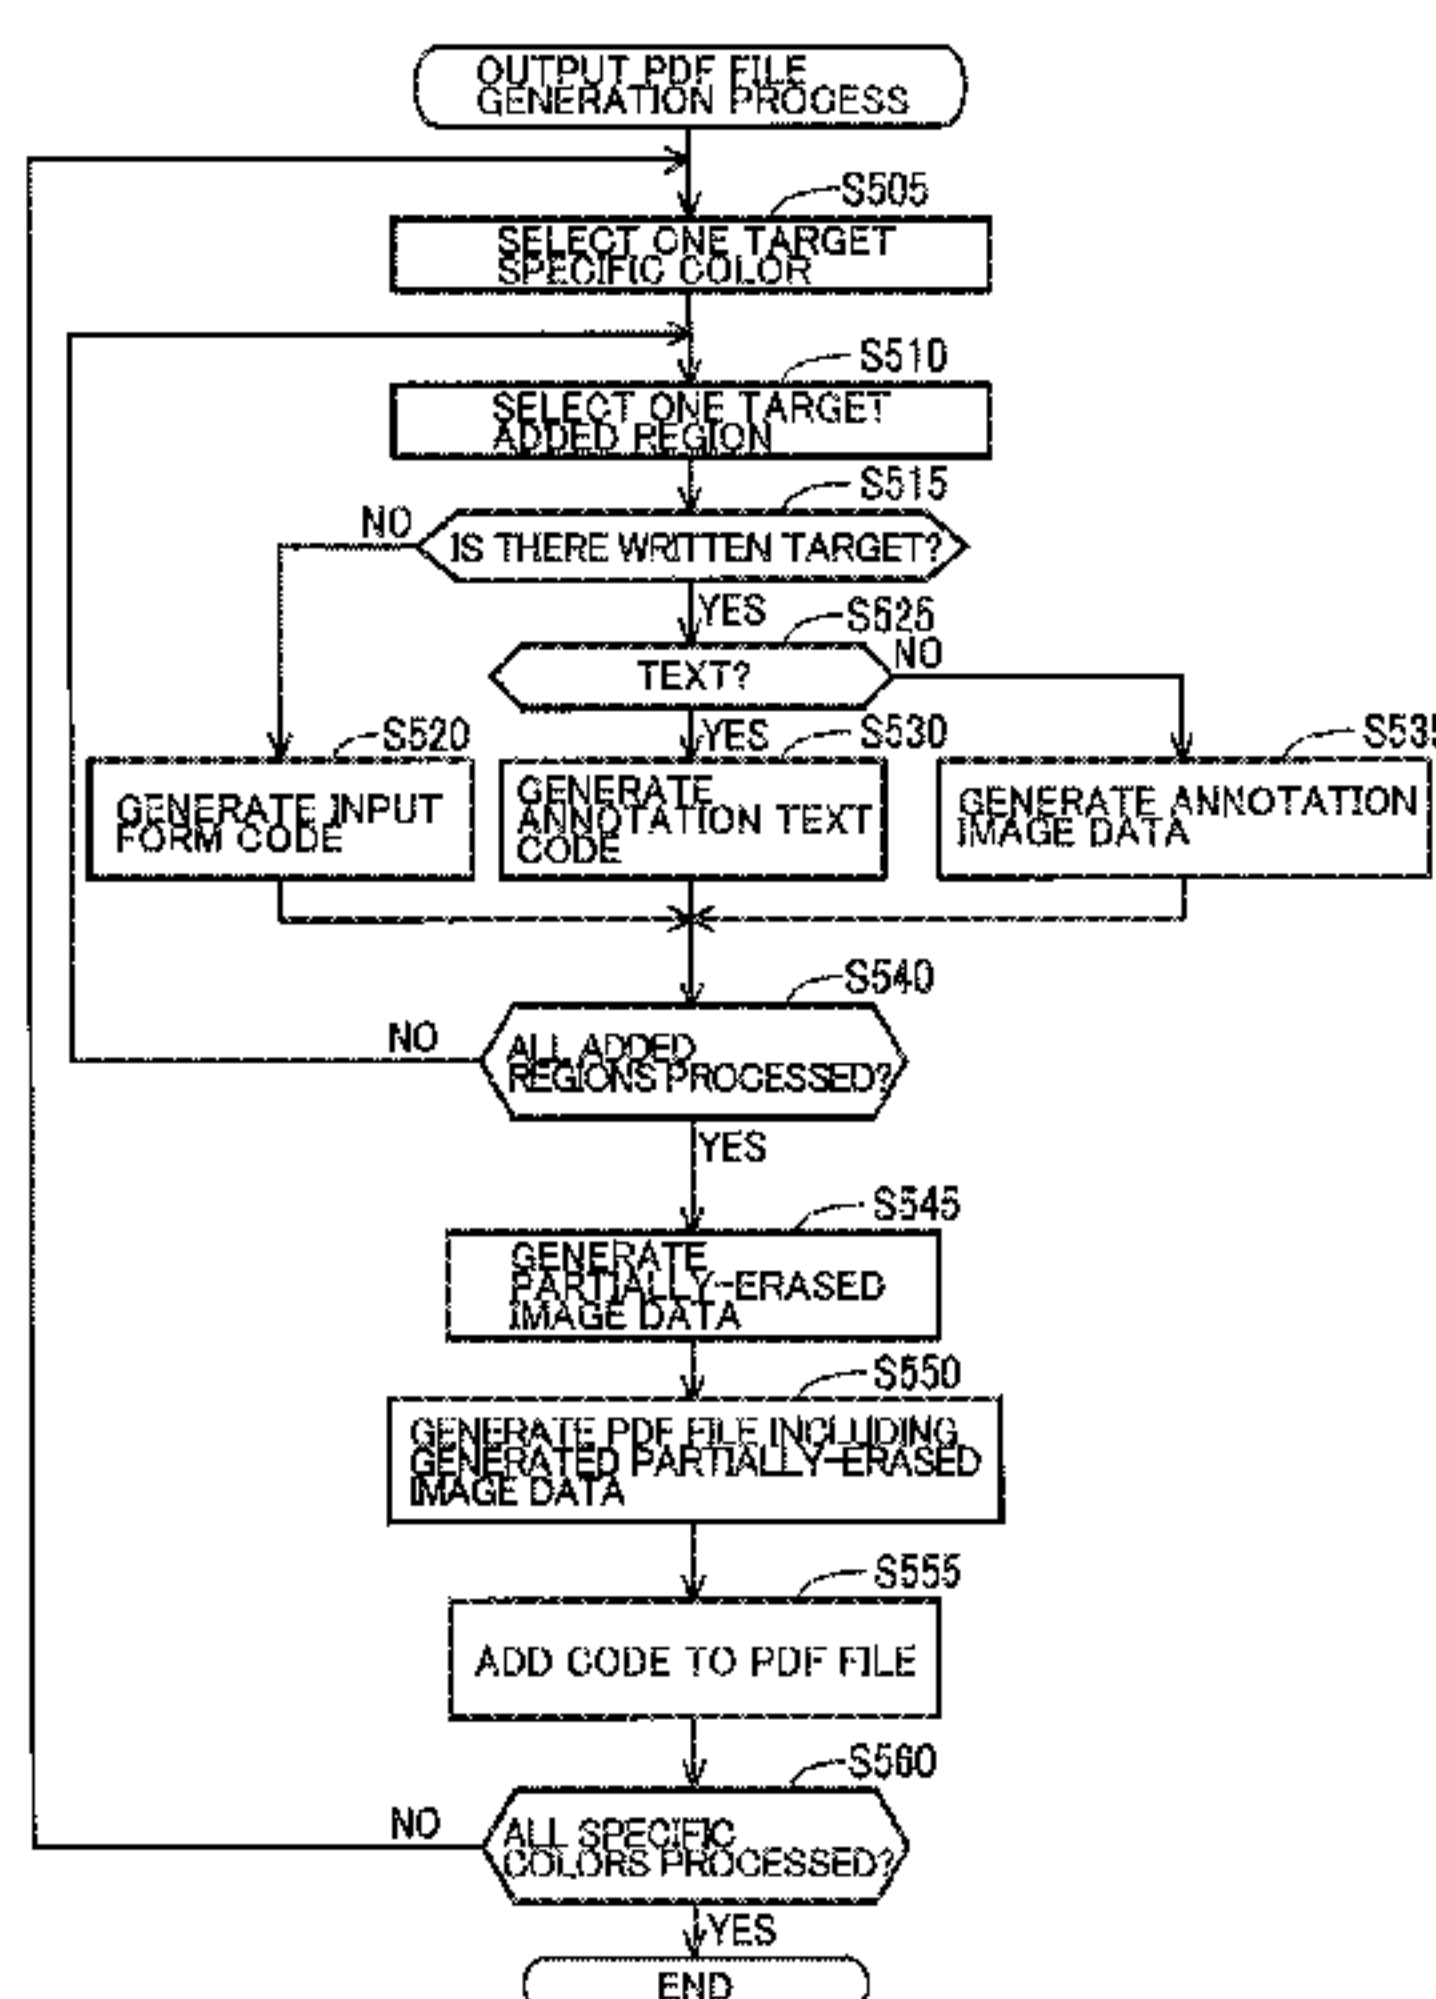 OUTPUT PDF FILE
GENERATION PROCESS
S505
SELECT ONE TARGET
SPECIFIC COLOR
S510
SELECT ONE TARGET
ADDED REGION
S515
NO
IS THERE WRITTEN TARGET?
YES
S525
TEXT?
NO
YES
S520
S530
S535
GENERATE INPUT
FORM CODE
GENERATE
ANNOTATION TEXT
CODE
GENERATE ANNOTATION
IMAGE DATA
S540
NO
ALL ADDED
REGIONS PROCESSED?
YES
S545
GENERATE
PARTIALLY-ERASED
IMAGE DATA
S550
GENERATE PDF FILE INCLUDING
GENERATED PARTIALLY-ERASED
IMAGE DATA
S555
ADD CODE TO PDF FILE
S560
NO
ALL SPECIFIC
COLORS PROCESSED?
YES
END